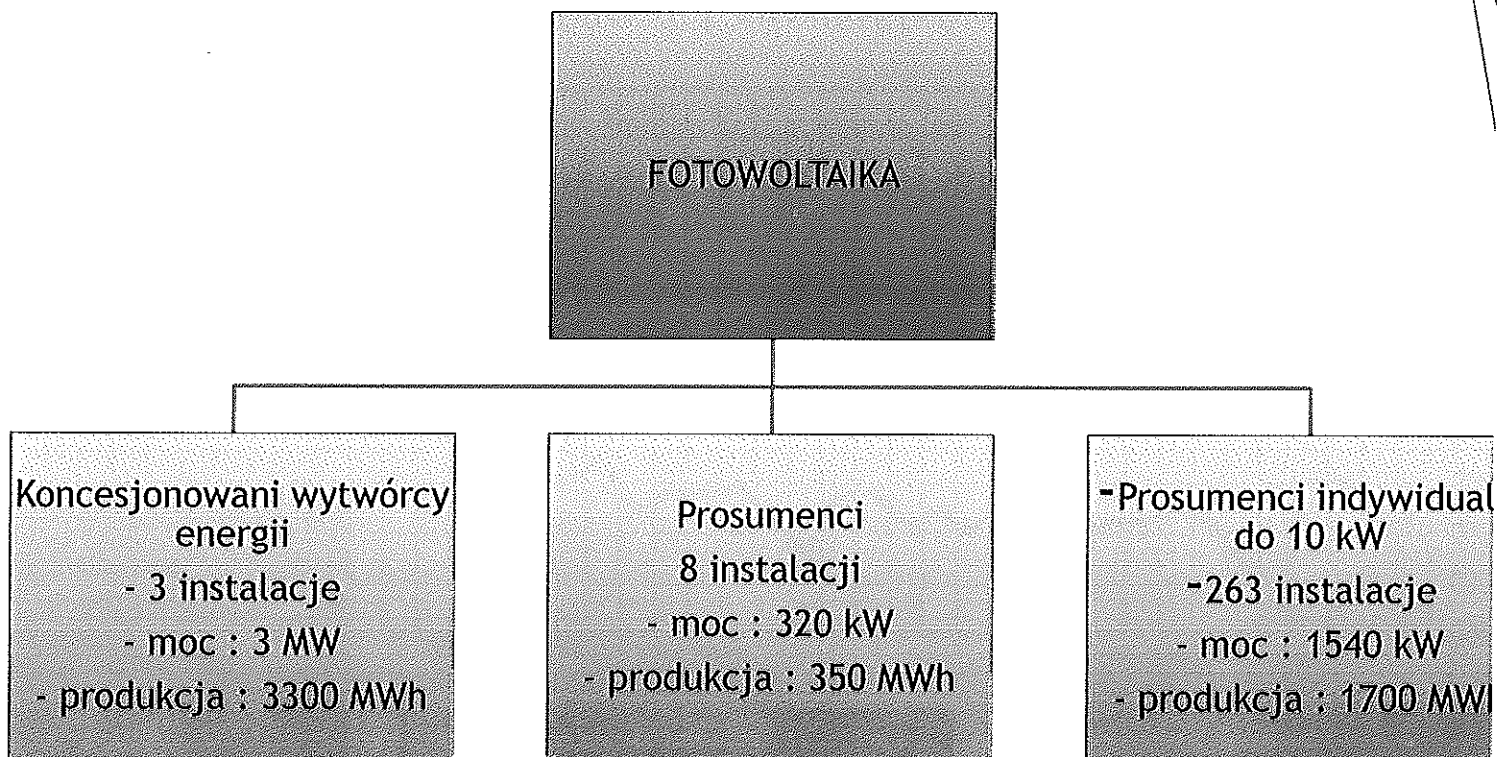 FOTOWOLTAIKA
Koncesjonowani wytwórcy
energii
- 3 instalacje
- moc : 3 MW
- produkcja : 3300 MWh
Prosumenci
8 instalacji
- moc : 320 kW
- produkcja : 350 MWh
-Prosumenci indywidual
do 10 kW
-263 instalacje
- moc : 1540 kW
- produkcja : 1700 MW